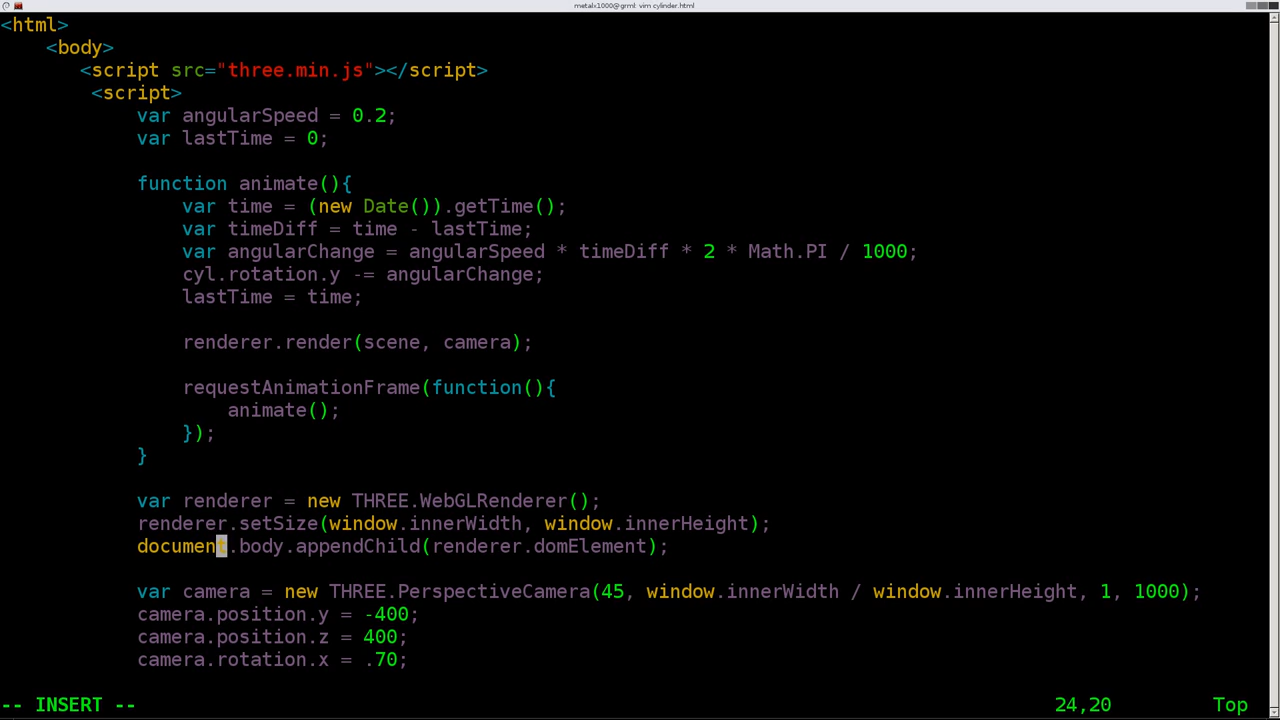 metalx1000@grml: vim cylinder.html
<html>
<body>
<script src="three.min.js"></script>
<script>
var angularSpeed = 0.2;
var lastTime = 0;
function animate(){
var time = (new Date()).getTime();
var timeDiff = time - lastTime;
var angularChange = angularSpeed * timeDiff * 2 * Math.PI / 1000;
cyl.rotation.y -= angularChange;
lastTime = time;
renderer.render(scene, camera);
requestAnimationFrame(function(){
animate();
});
}
var renderer = new THREE.WebGLRenderer();
renderer.setSize(window.innerWidth, window.innerHeight);
document.body.appendChild(renderer.domElement);
var camera = new THREE.PerspectiveCamera(45, window.innerWidth / window.innerHeight, 1, 1000);
camera.position.y = -400;
camera.position.z = 400;
camera.rotation.x = .70;
-- INSERT -- 24,20 Top